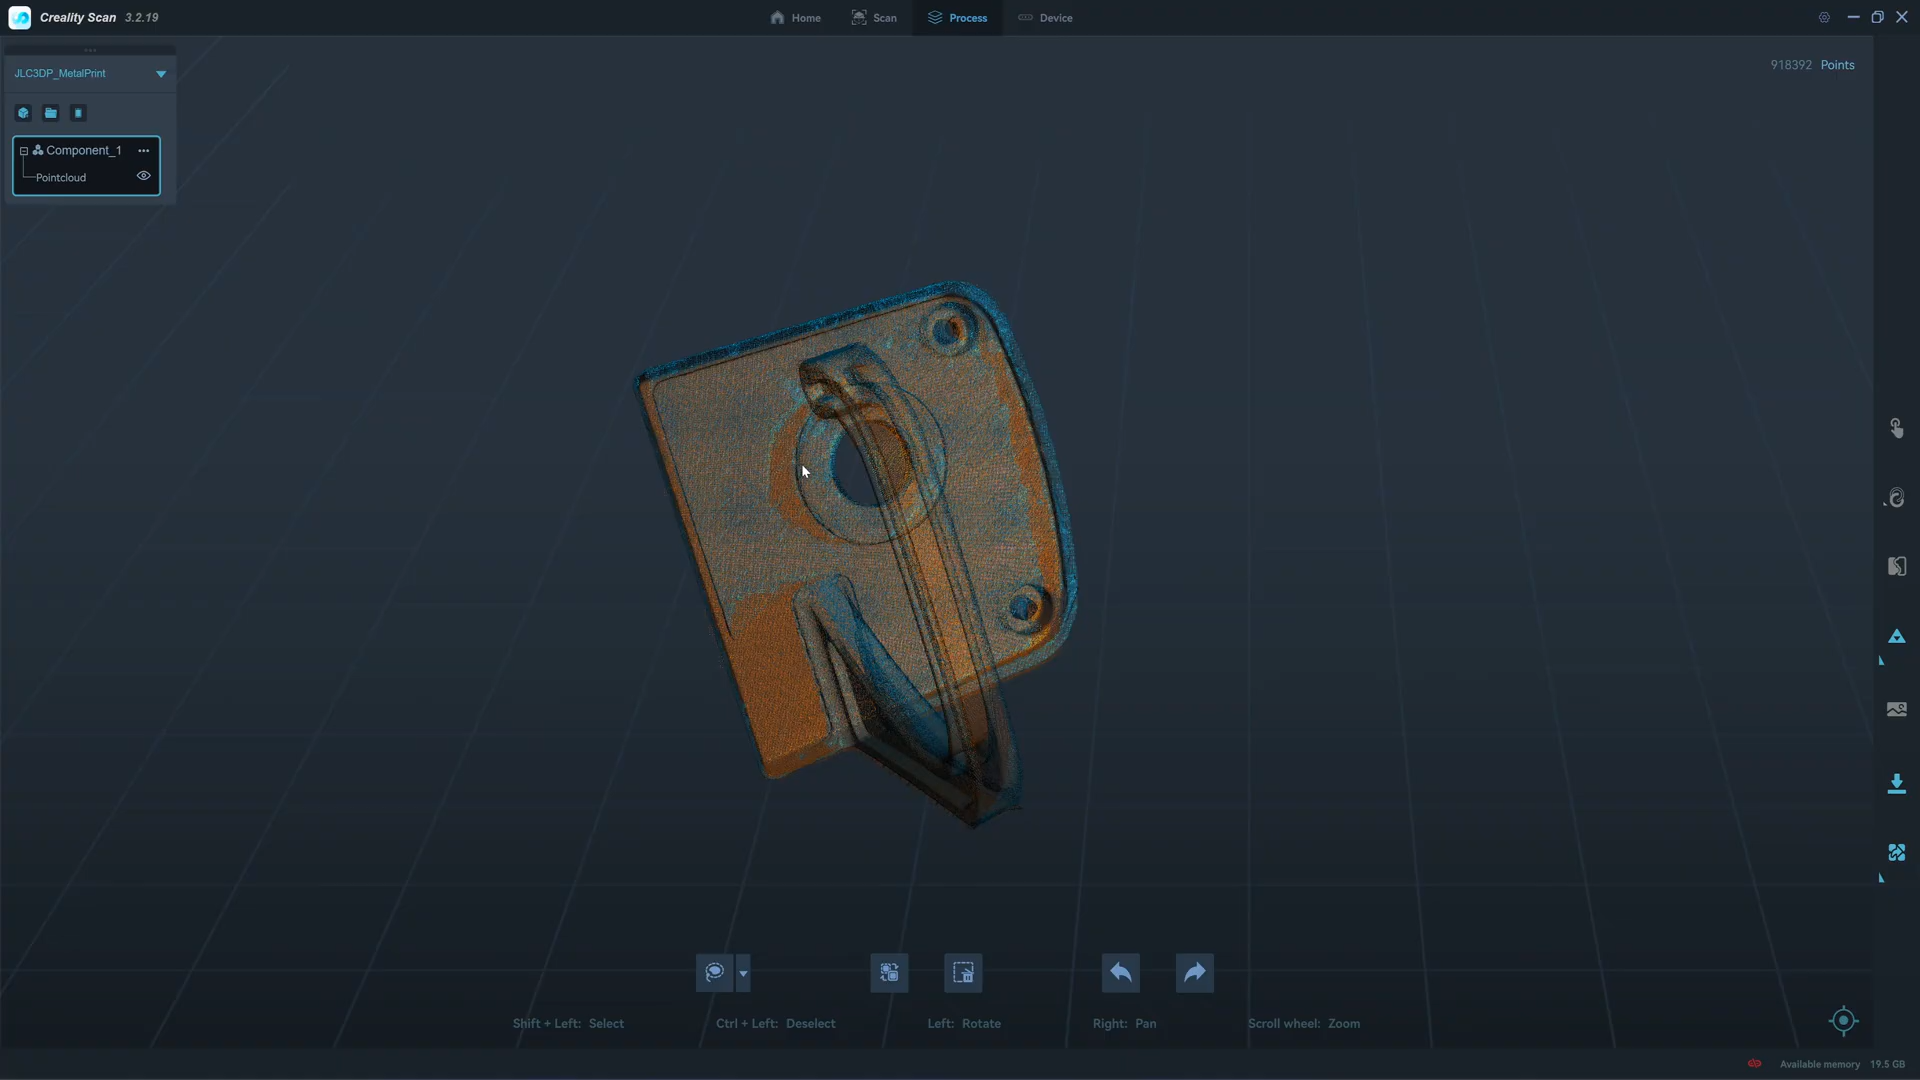 Creality Scan 3.2.19
Home
Scan
Process
Device
JLC3DP_MetalPrint
918392 Points
Component_1
Pointcloud
Shift + Left: Select
Ctrl + Left: Deselect
Left: Rotate
Right: Pan
Scroll wheel: Zoom
Available memory 19.5 GB